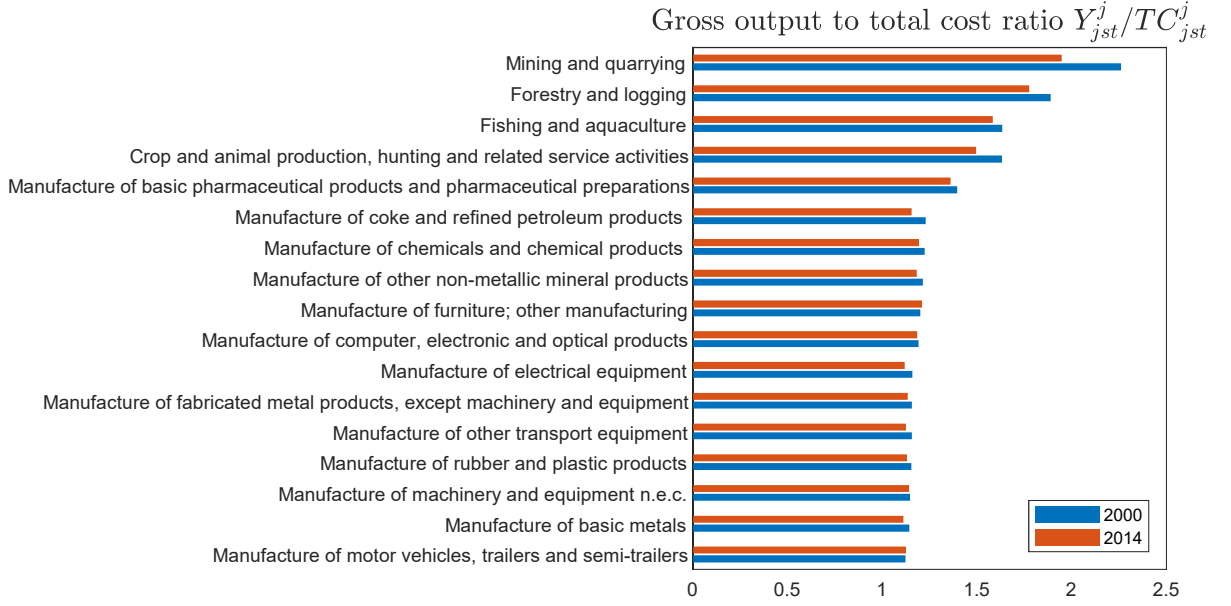 Gross output to total cost ratio $Y_{jst}^{j}/TC_{jst}^{j}$
Mining and quarrying
Forestry and logging
Fishing and aquaculture
Crop and animal production, hunting and related service activities
Manufacture of basic pharmaceutical products and pharmaceutical preparations
Manufacture of coke and refined petroleum products
Manufacture of chemicals and chemical products
Manufacture of other non-metallic mineral products
Manufacture of furniture; other manufacturing
Manufacture of computer, electronic and optical products
Manufacture of electrical equipment
Manufacture of fabricated metal products, except machinery and equipment
Manufacture of other transport equipment
Manufacture of rubber and plastic products
Manufacture of machinery and equipment n.e.c.
Manufacture of basic metals
Manufacture of motor vehicles, trailers and semi-trailers
2000
2014
0 0.5 1 1.5 2 2.5